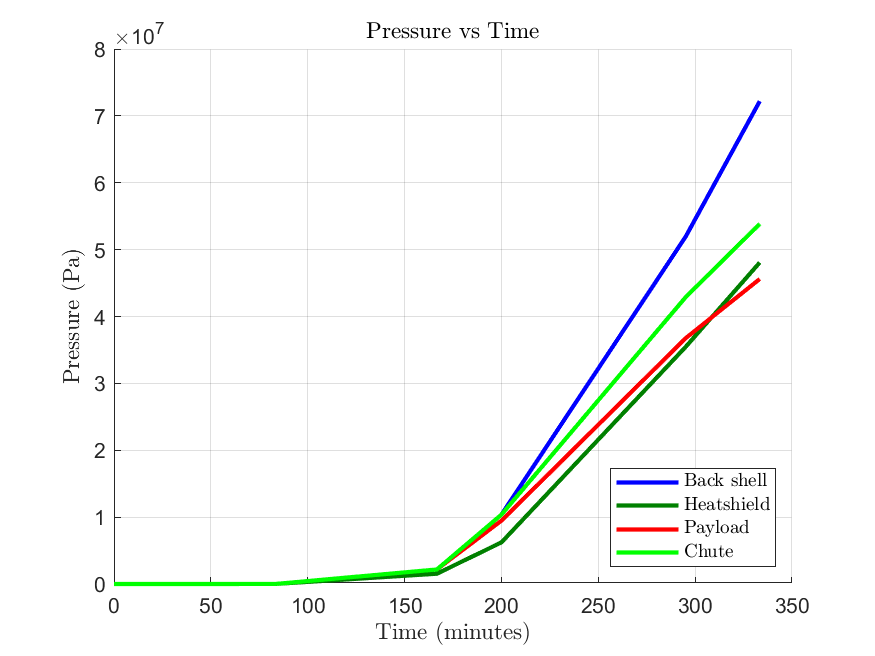 Pressure vs Time
×10^7
8
7
6
5
4
3
2
1
0
Pressure (Pa)
0 50 100 150 200 250 300 350
Time (minutes)
Back shell
Heatshield
Payload
Chute